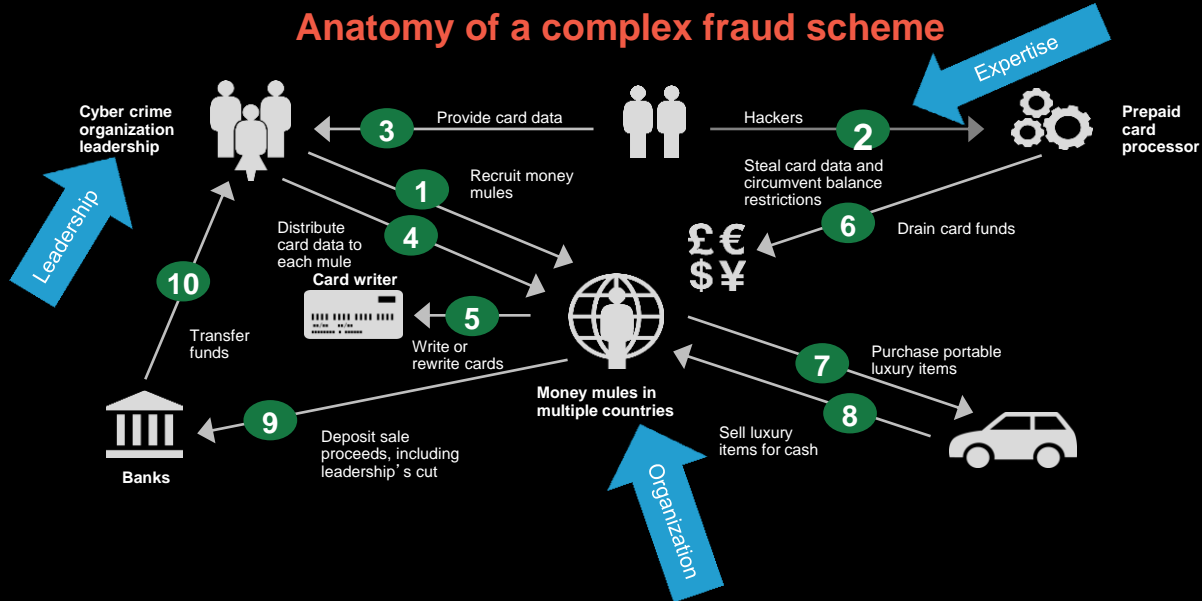 Anatomy of a complex fraud scheme
Expertise
Cyber crime
organization
leadership
3
Provide card data
Hackers
2
Prepaid
card
processor
Leadership
1
Recruit money
mules
Steal card data and
circumvent balance
restrictions
6
Drain card funds
4
Distribute
card data to
each mule
£€
$¥
10
Card writer
5
Write or
rewrite cards
Transfer
funds
7
Purchase portable
luxury items
Money mules in
multiple countries
8
9
Sell luxury
items for cash
Deposit sale
proceeds, including
leadership’s cut
Banks
Organization